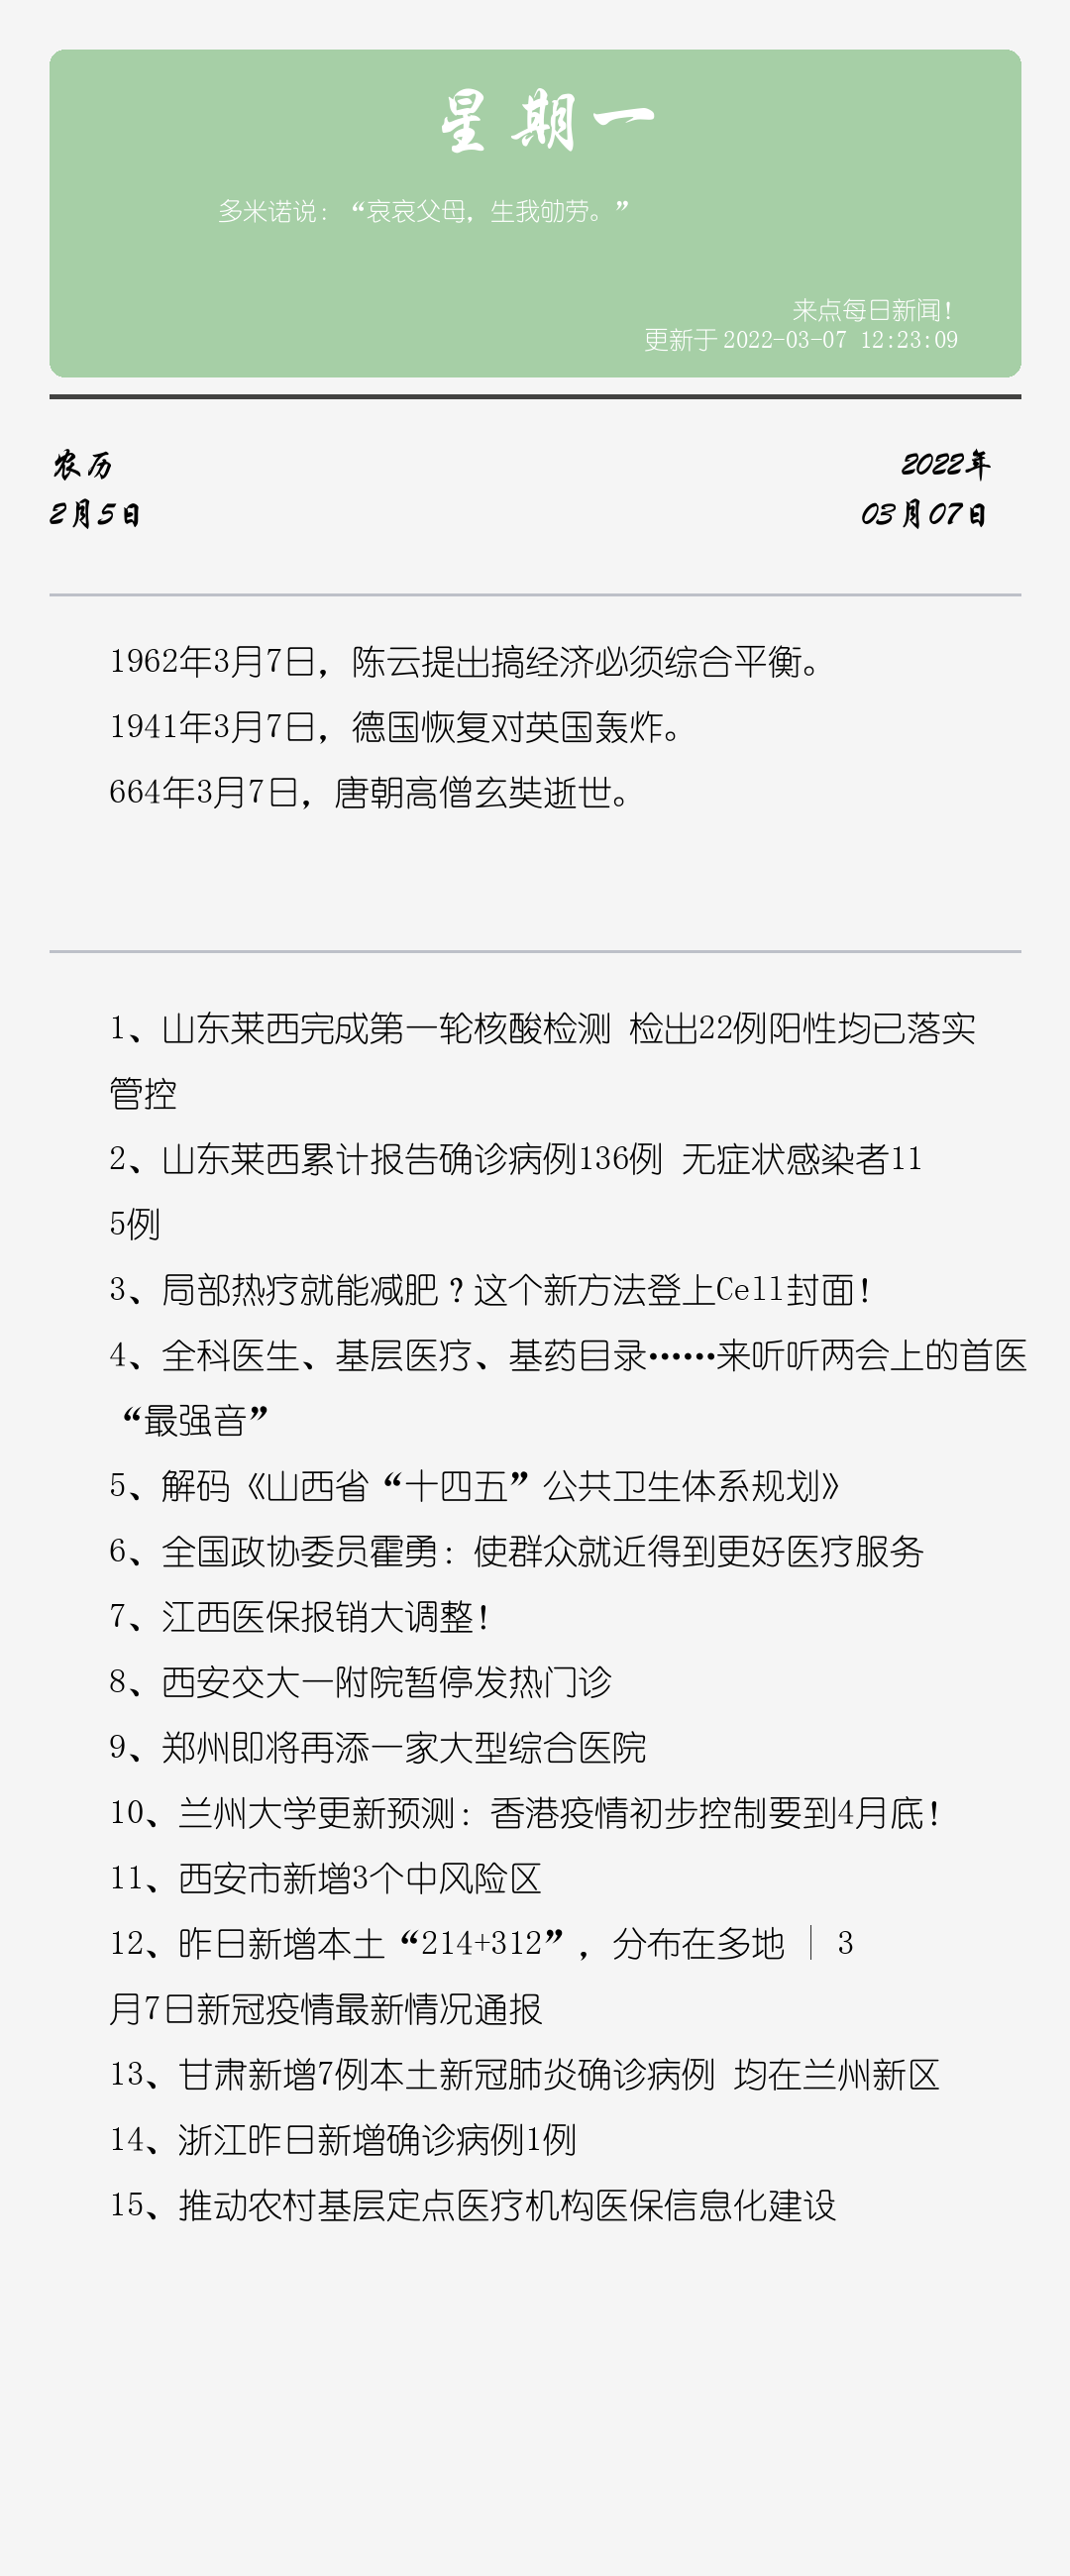 星期一
多米诺说：“哀哀父母，生我劬劳。”
来点每日新闻！
更新于 2022-03-07 12:23:09
农历
2022年
2月5日
03月07日
1962年3月7日，陈云提出搞经济必须综合平衡。
1941年3月7日，德国恢复对英国轰炸。
664年3月7日，唐朝高僧玄奘逝世。
1、山东莱西完成第一轮核酸检测 检出22例阳性均已落实
管控
2、山东莱西累计报告确诊病例136例 无症状感染者11
5例
3、局部热疗就能减肥？这个新方法登上Cell封面！
4、全科医生、基层医疗、基药目录……来听听两会上的首医
“最强音”
5、解码《山西省“十四五”公共卫生体系规划》
6、全国政协委员霍勇：使群众就近得到更好医疗服务
7、江西医保报销大调整！
8、西安交大一附院暂停发热门诊
9、郑州即将再添一家大型综合医院
10、兰州大学更新预测：香港疫情初步控制要到4月底！
11、西安市新增3个中风险区
12、昨日新增本土“214+312”，分布在多地 | 3
月7日新冠疫情最新情况通报
13、甘肃新增7例本土新冠肺炎确诊病例 均在兰州新区
14、浙江昨日新增确诊病例1例
15、推动农村基层定点医疗机构医保信息化建设